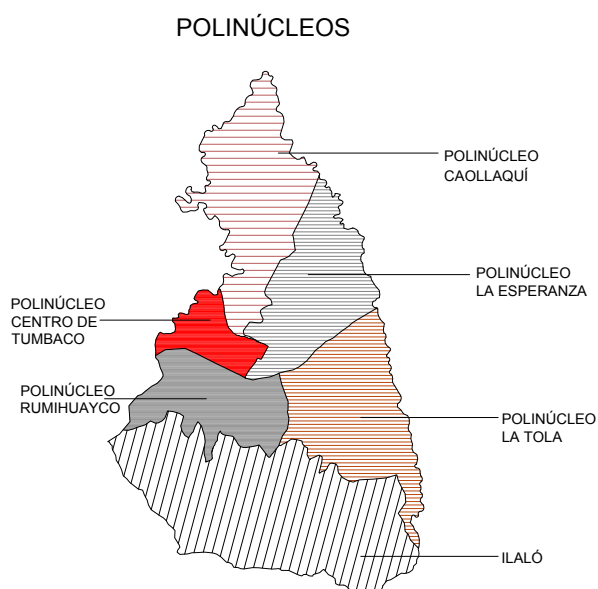 POLINÚCLEOS
POLINÚCLEO
CAOLLAQUÍ
POLINÚCLEO
LA ESPERANZA
POLINÚCLEO
CENTRO DE
TUMBACO
POLINÚCLEO
RUMIHUAYCO
POLINÚCLEO
LA TOLA
ILALÓ